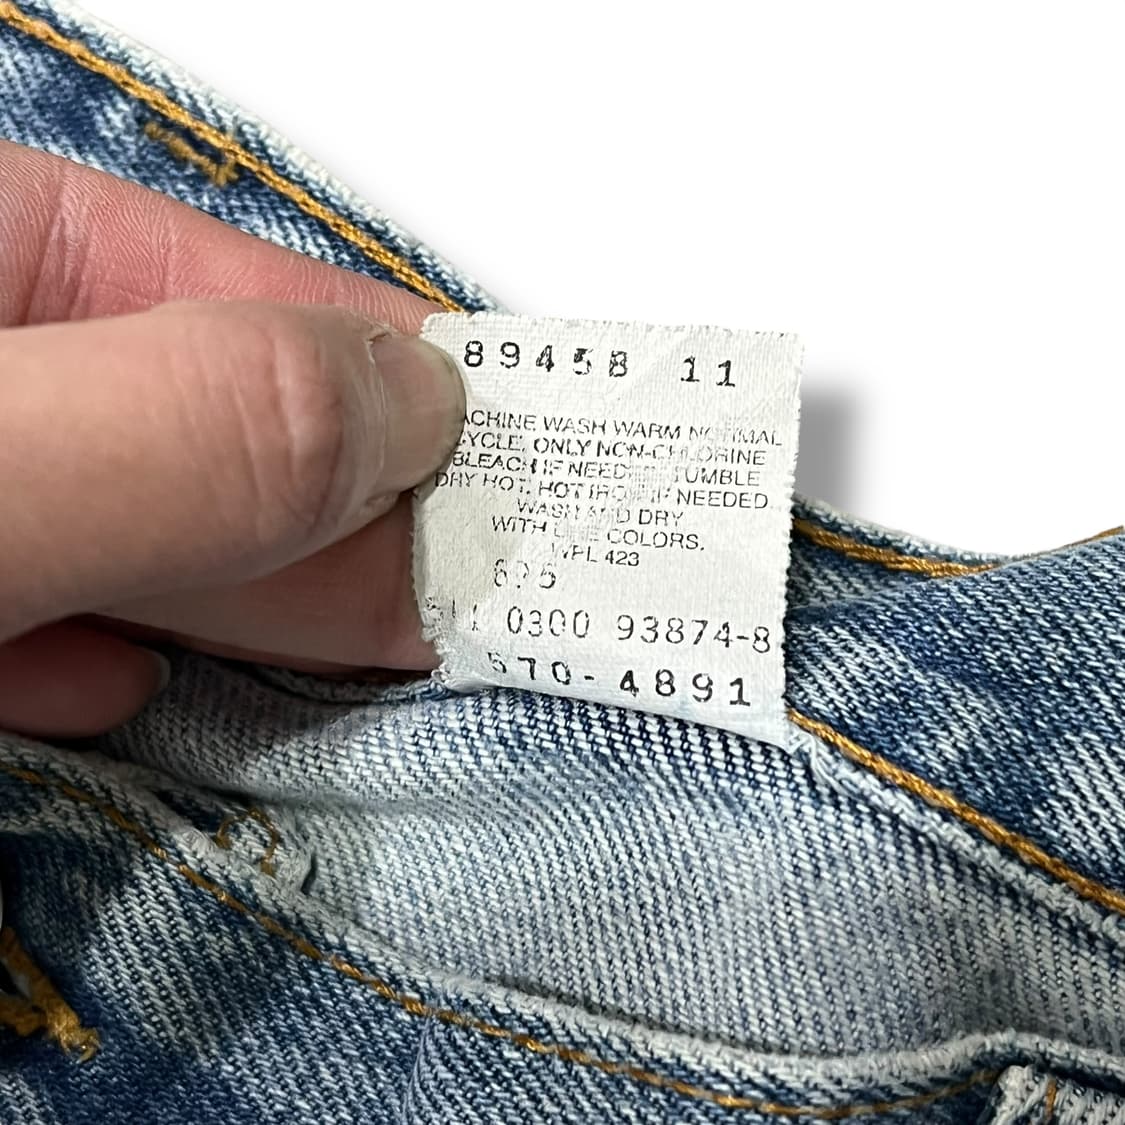 89458 11
ACHINE WASH WARM NORMAL
CYCLE, ONLY NON-CHLORINE
BLEACH IF NEEDED TUMBLE
DRY HOT, HOT IRON IF NEEDED
WASH AND DRY
WITH LIKE COLORS.
WPL 423
0300 93874-8
570-4891